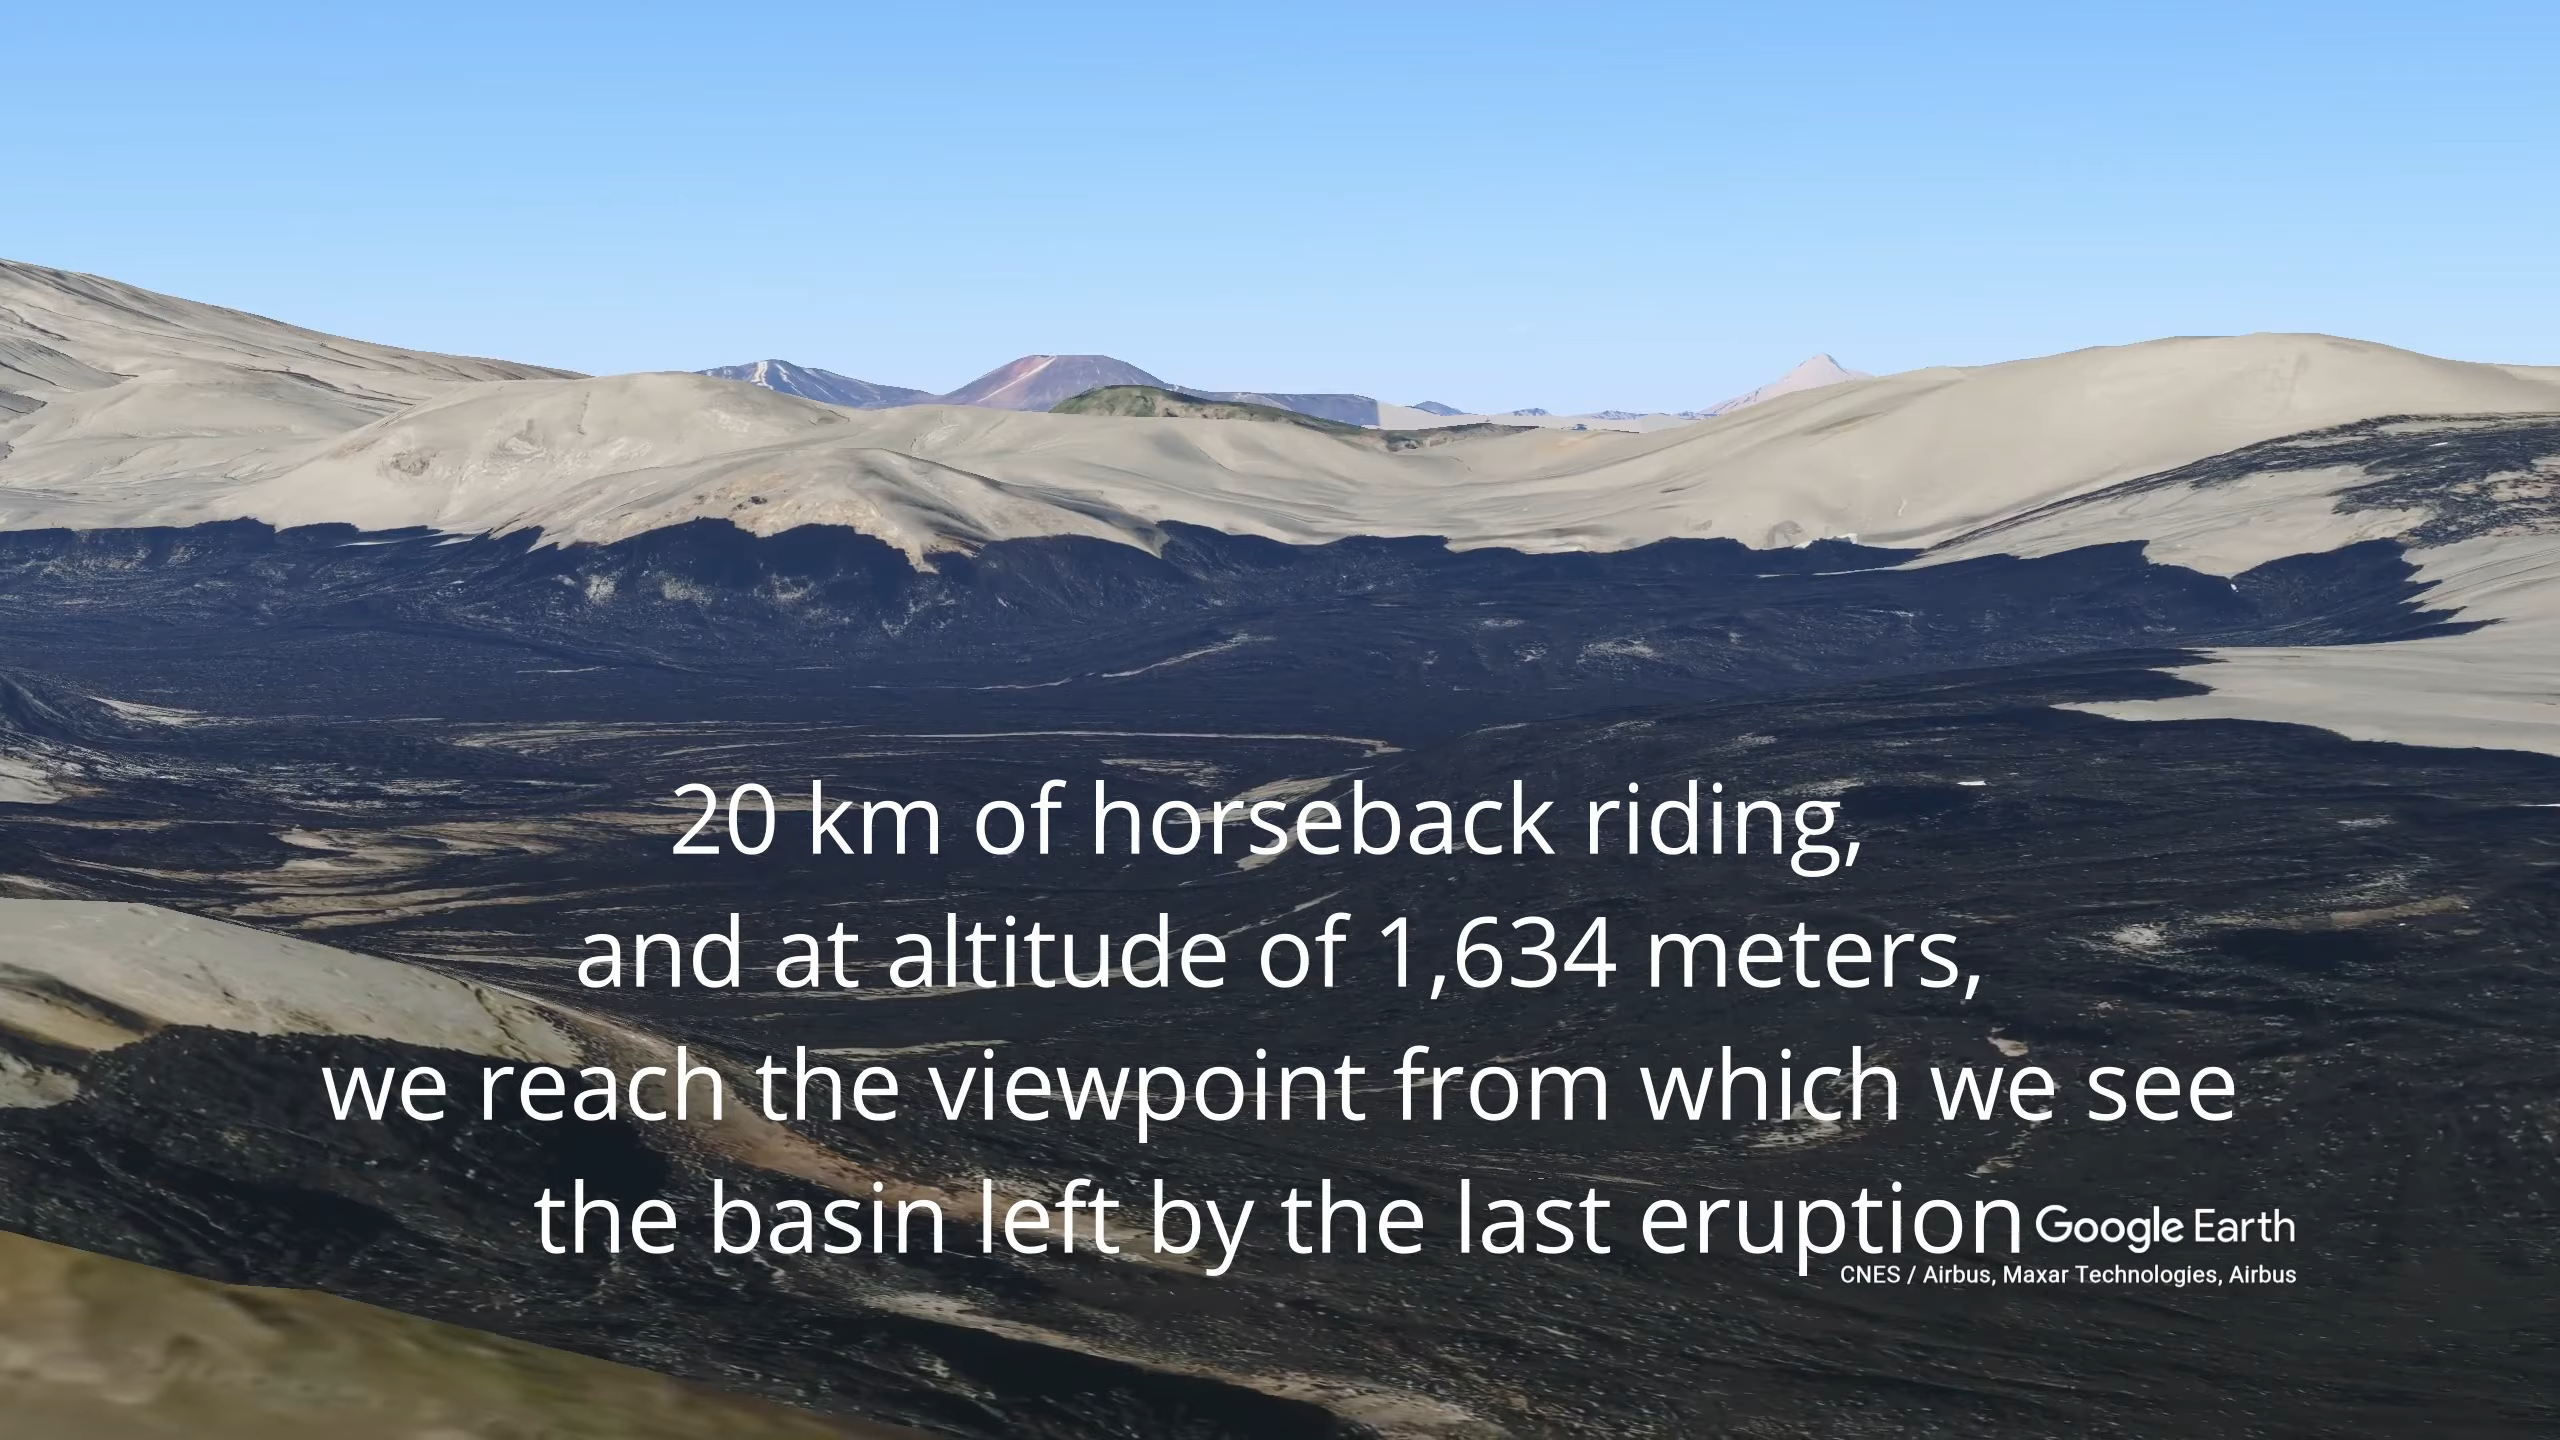 20 km of horseback riding,
and at altitude of 1,634 meters,
we reach the viewpoint from which we see
the basin left by the last eruption
Google Earth
CNES / Airbus, Maxar Technologies, Airbus